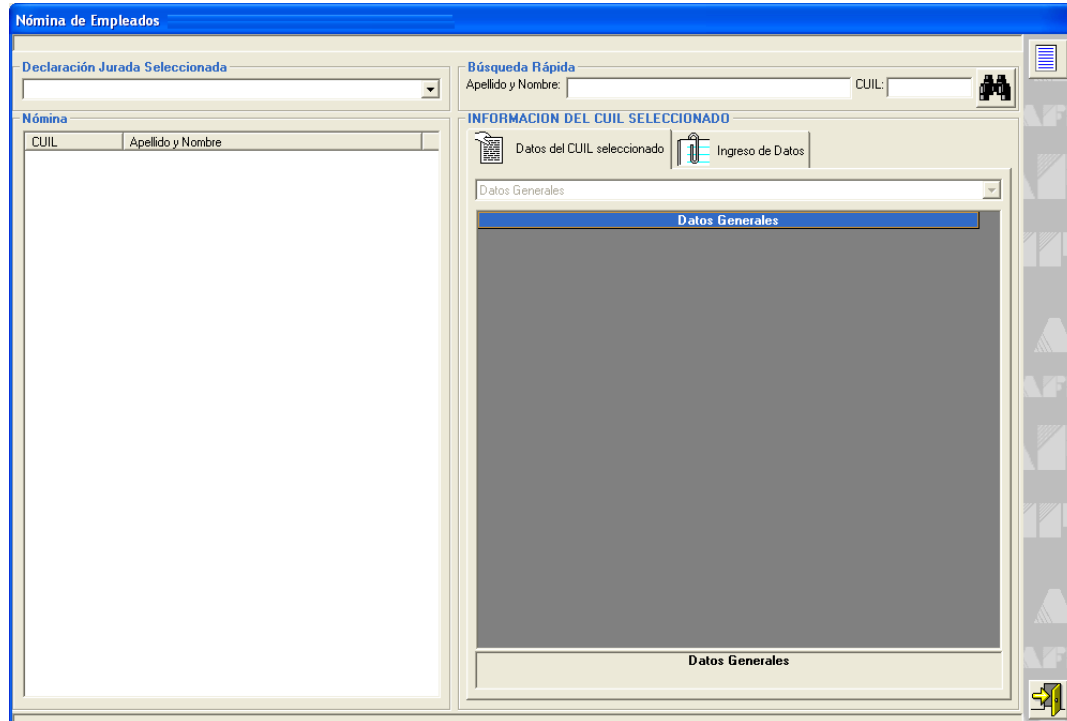 Nómina de Empleados
Declaración Jurada Seleccionada
Búsqueda Rápida
Apellido y Nombre:
CUIL:
Nómina
CUIL
Apellido y Nombre
INFORMACION DEL CUIL SELECCIONADO
Datos del CUIL seleccionado
Ingreso de Datos
Datos Generales
Datos Generales
Datos Generales